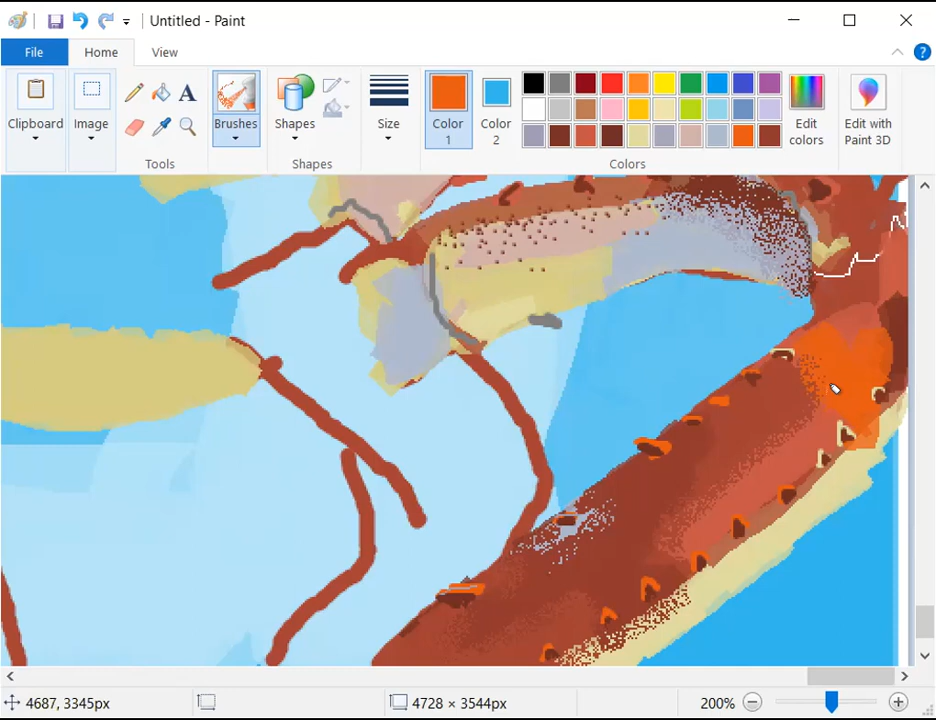 Untitled - Paint
File
Home
View
Clipboard
Image
Tools
A
Brushes
Shapes
Shapes
Size
Color 1
Color 2
Colors
Edit colors
Edit with Paint 3D
4687, 3345px
4728 × 3544px
200%